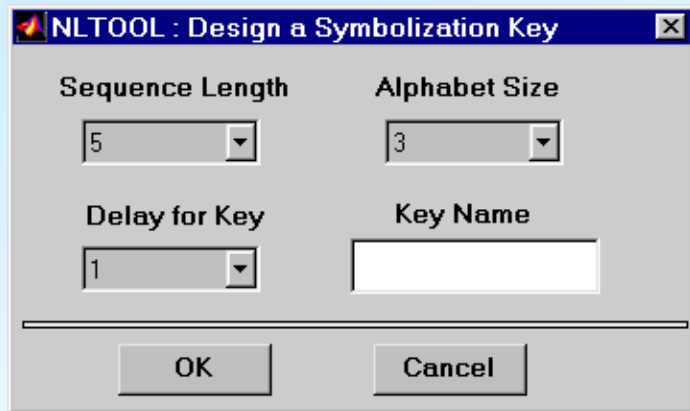 NLTOOL : Design a Symbolization Key
Sequence Length
Alphabet Size
5
3
Delay for Key
Key Name
1
OK
Cancel